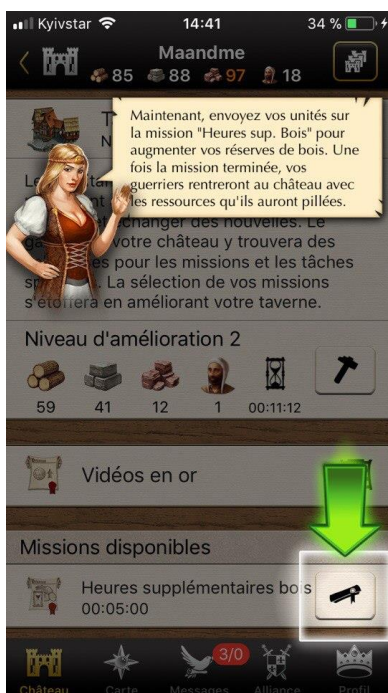 Kyivstar 14:41 34 %
Maandme
85 88 97 18
Maintenant, envoyez vos unités sur
la mission "Heures sup. Bois" pour
augmenter vos réserves de bois. Une
fois la mission terminée, vos
guerriers rentreront au château avec
les ressources qu'ils auront pillées.
échanger des nouvelles. Le
votre château y trouvera des
pour les missions et les tâches
La sélection de vos missions
s'étoffera en améliorant votre taverne.
Niveau d'amélioration 2
59 41 12 1 00:11:12
Vidéos en or
Missions disponibles
Heures supplémentaires bois
00:05:00
3/0
Château Carte Messages Alliance Profil